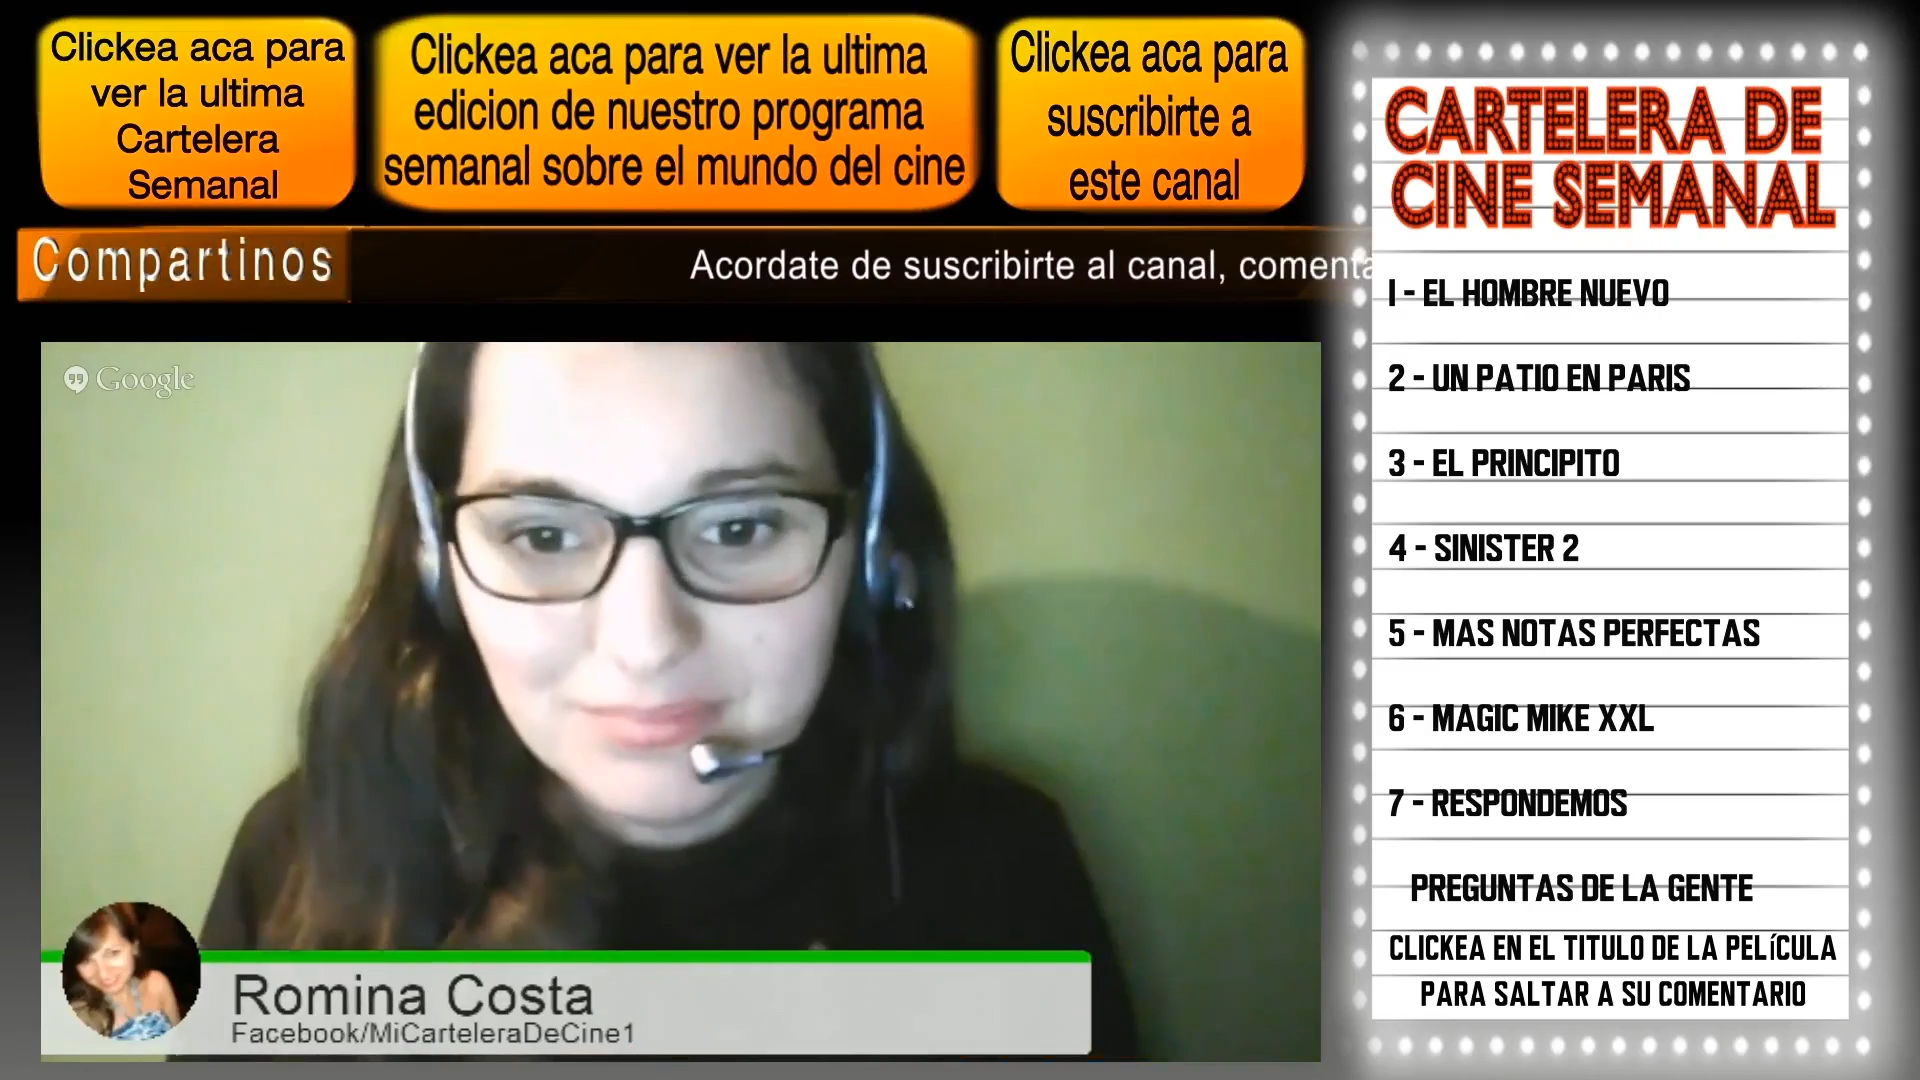 Clickea aca para
ver la ultima
Cartelera
Semanal
Clickea aca para ver la ultima
edicion de nuestro programa
semanal sobre el mundo del cine
Clickea aca para
suscribirte a
este canal
Compartinos
Acordate de suscribirte al canal, comenta
CARTELERA DE
CINE SEMANAL
1 - EL HOMBRE NUEVO
2 - UN PATIO EN PARIS
3 - EL PRINCIPITO
4 - SINISTER 2
5 - MAS NOTAS PERFECTAS
6 - MAGIC MIKE XXL
7 - RESPONDEMOS
PREGUNTAS DE LA GENTE
CLICKEA EN EL TITULO DE LA PELíCULA
PARA SALTAR A SU COMENTARIO
Google
Romina Costa
Facebook/MiCarteleraDeCine1